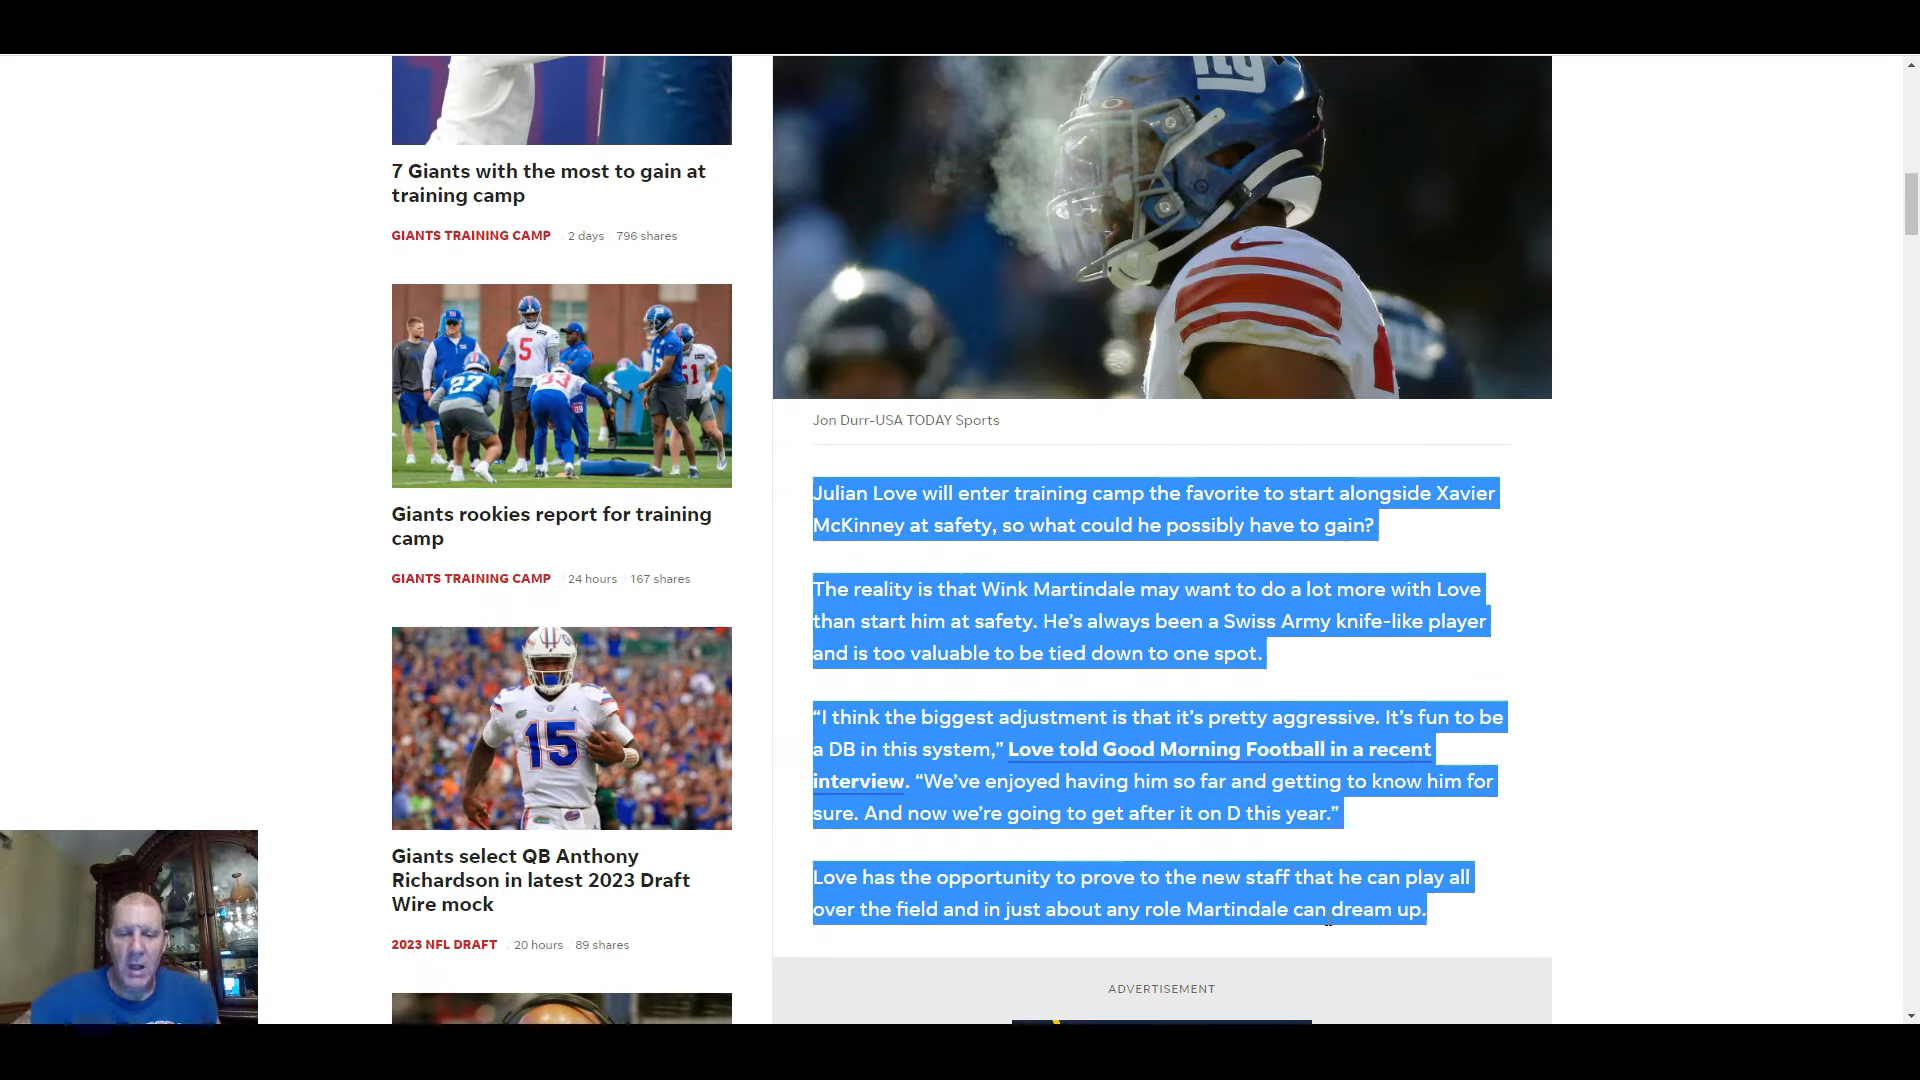 7 Giants with the most to gain at
training camp
GIANTS TRAINING CAMP 2 days 796 shares
5
27
33
51
Giants rookies report for training
camp
GIANTS TRAINING CAMP 24 hours 167 shares
15
Giants select QB Anthony
Richardson in latest 2023 Draft
Wire mock
2023 NFL DRAFT 20 hours 89 shares
ny
Jon Durr-USA TODAY Sports
Julian Love will enter training camp the favorite to start alongside Xavier
McKinney at safety, so what could he possibly have to gain?
The reality is that Wink Martindale may want to do a lot more with Love
than start him at safety. He’s always been a Swiss Army knife-like player
and is too valuable to be tied down to one spot.
“I think the biggest adjustment is that it’s pretty aggressive. It’s fun to be
a DB in this system,” Love told Good Morning Football in a recent
interview. “We’ve enjoyed having him so far and getting to know him for
sure. And now we’re going to get after it on D this year.”
Love has the opportunity to prove to the new staff that he can play all
over the field and in just about any role Martindale can dream up.
ADVERTISEMENT